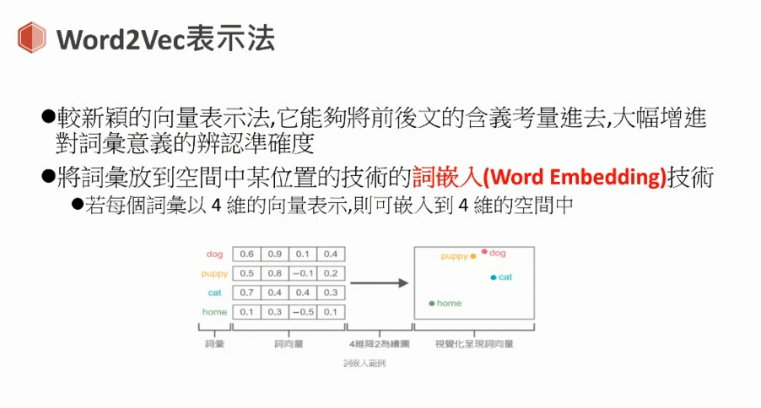 Word2Vec表示法
●較新穎的向量表示法,它能夠將前後文的含義考量進去,大幅增進
對詞彙意義的辨認準確度
●將詞彙放到空間中某位置的技術的詞嵌入(Word Embedding)技術
●若每個詞彙以 4 維的向量表示,則可嵌入到 4 維的空間中
dog 0.6 0.9 0.1 0.4
puppy 0.5 0.8 −0.1 0.2
cat 0.7 0.4 0.4 0.3
home 0.1 0.3 −0.5 0.1
puppy dog
cat
home
詞彙 詞向量 4維降2為繪圖 視覺化呈現詞向量
詞嵌入範例